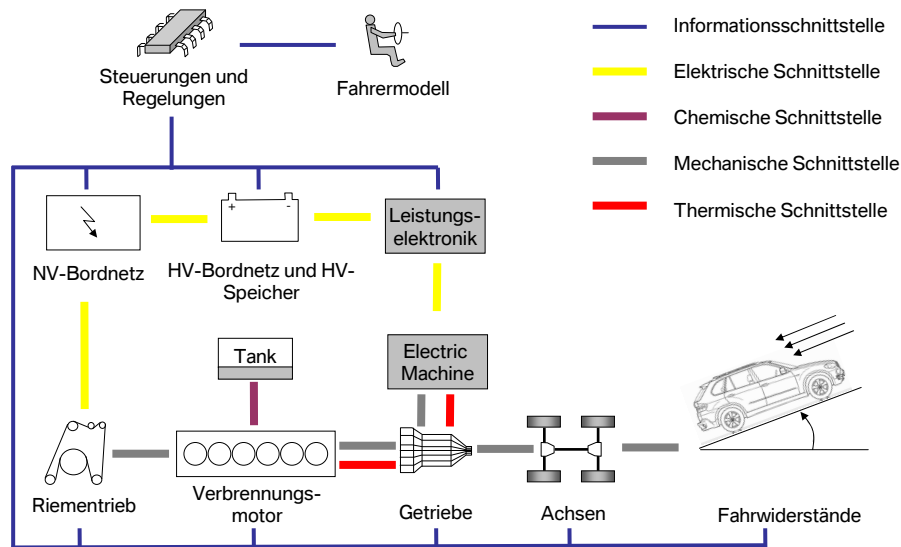 Steuerungen und
Regelungen
Fahrermodell
Informationsschnittstelle
Elektrische Schnittstelle
Chemische Schnittstelle
Mechanische Schnittstelle
Thermische Schnittstelle
NV-Bordnetz
+ -
HV-Bordnetz und HV-
Speicher
Leistungs-
elektronik
Tank
Electric
Machine
Riementrieb
Verbrennungs-
motor
Getriebe
Achsen
Fahrwiderstände